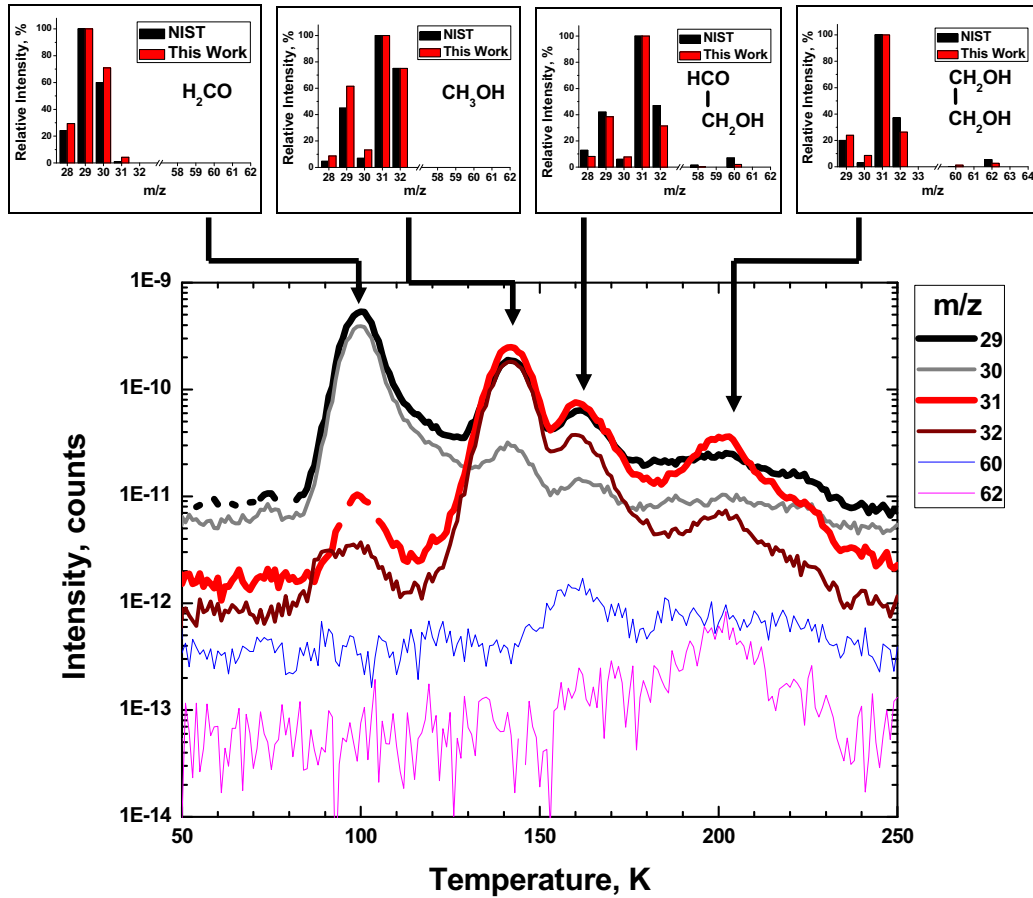 Relative Intensity, %
100
80
60
40
20
0
NIST
This Work
H2CO
28 29 30 31 32 58 59 60 61 62
m/z
Relative Intensity, %
100
80
60
40
20
0
NIST
This Work
CH3OH
28 29 30 31 32 58 59 60 61 62
m/z
Relative Intensity, %
100
80
60
40
20
0
NIST
This Work
HCO
CH2OH
28 29 30 31 32 58 59 60 61 62
m/z
Relative Intensity, %
100
80
60
40
20
0
NIST
This Work
CH2OH
CH2OH
29 30 31 32 33 60 61 62 63 64
m/z
Intensity, counts
1E-9
1E-10
1E-11
1E-12
1E-13
1E-14
50 100 150 200 250
Temperature, K
m/z
29
30
31
32
60
62